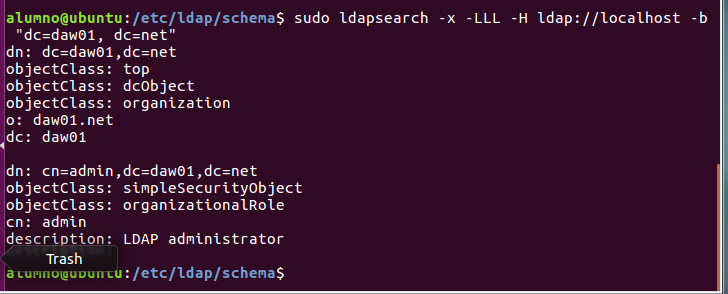 alumno@ubuntu:/etc/ldap/schema$ sudo ldapsearch -x -LLL -H ldap://localhost -b
 "dc=daw01, dc=net"
dn: dc=daw01,dc=net
objectClass: top
objectClass: dcObject
objectClass: organization
o: daw01.net
dc: daw01

dn: cn=admin,dc=daw01,dc=net
objectClass: simpleSecurityObject
objectClass: organizationalRole
cn: admin
description: LDAP administrator
Trash
alumno@ubuntu:/etc/ldap/schema$